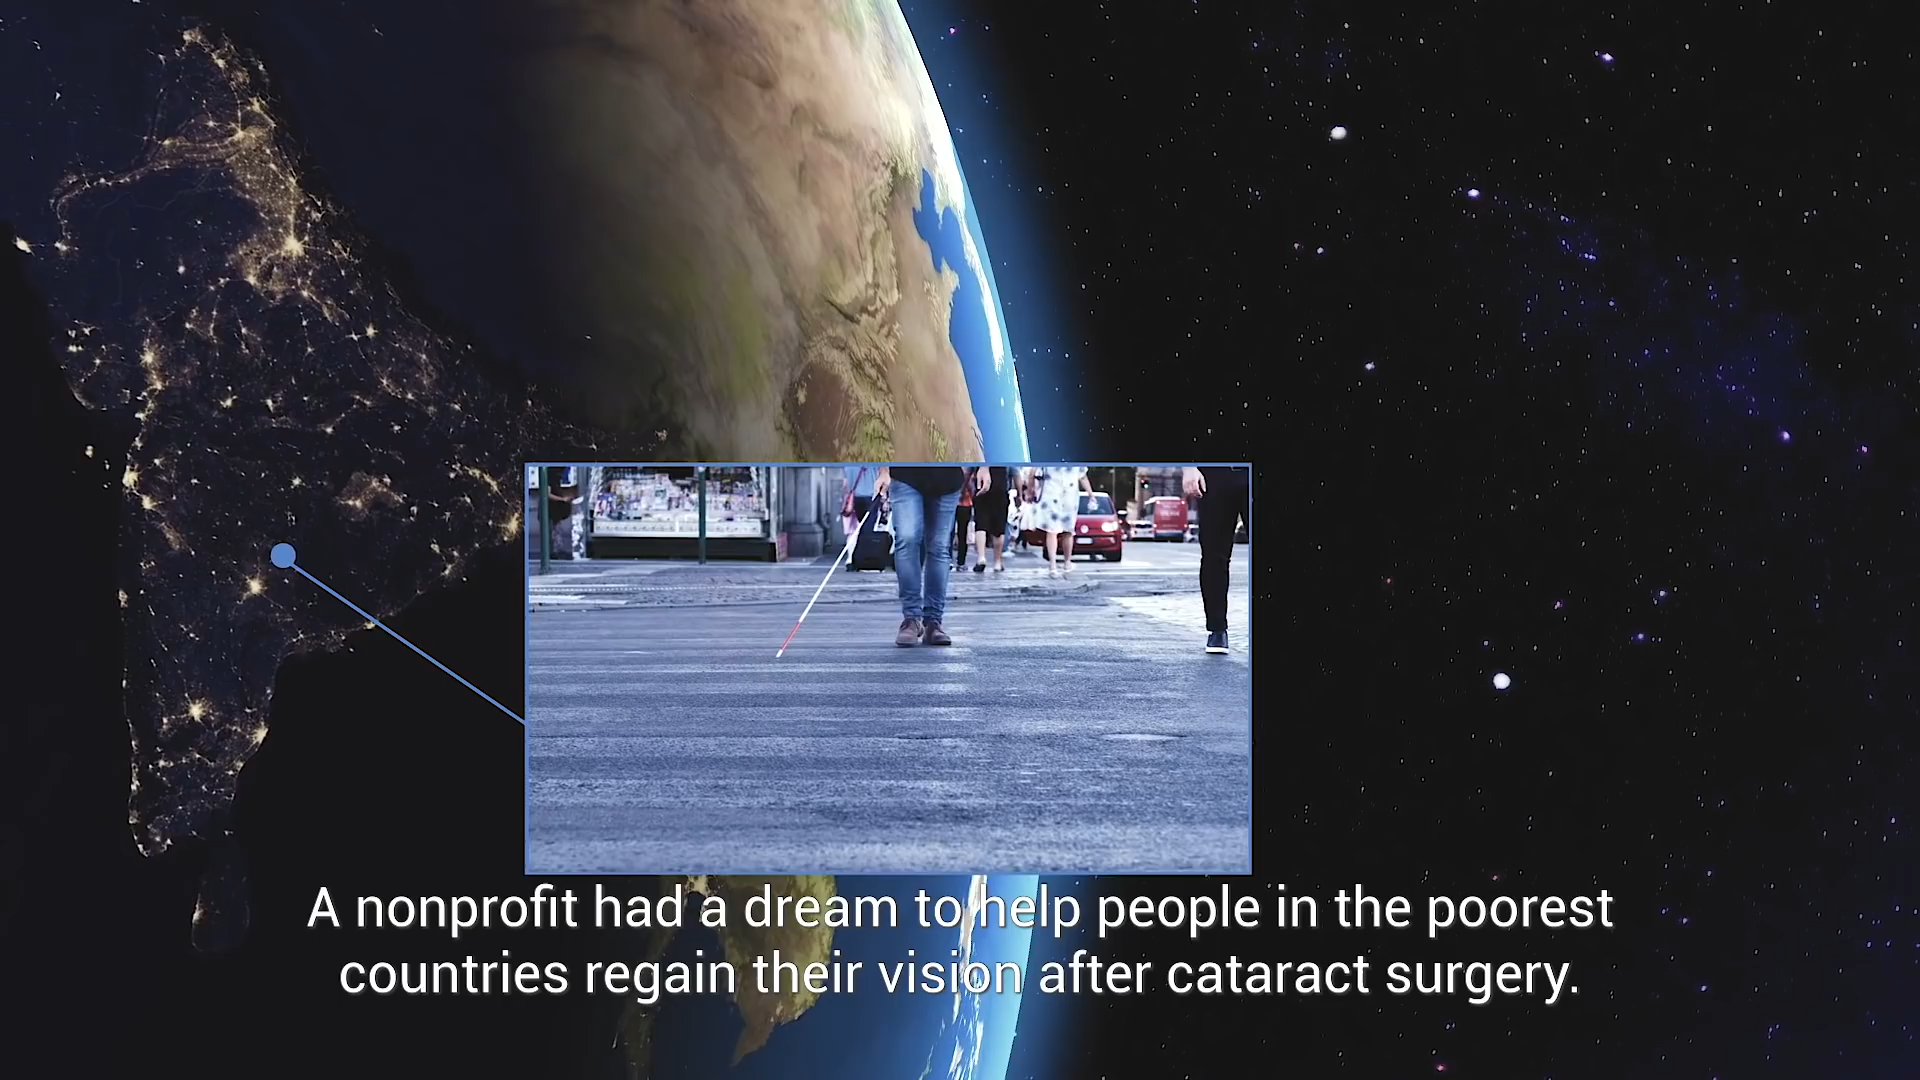 A nonprofit had a dream to help people in the poorest
countries regain their vision after cataract surgery.